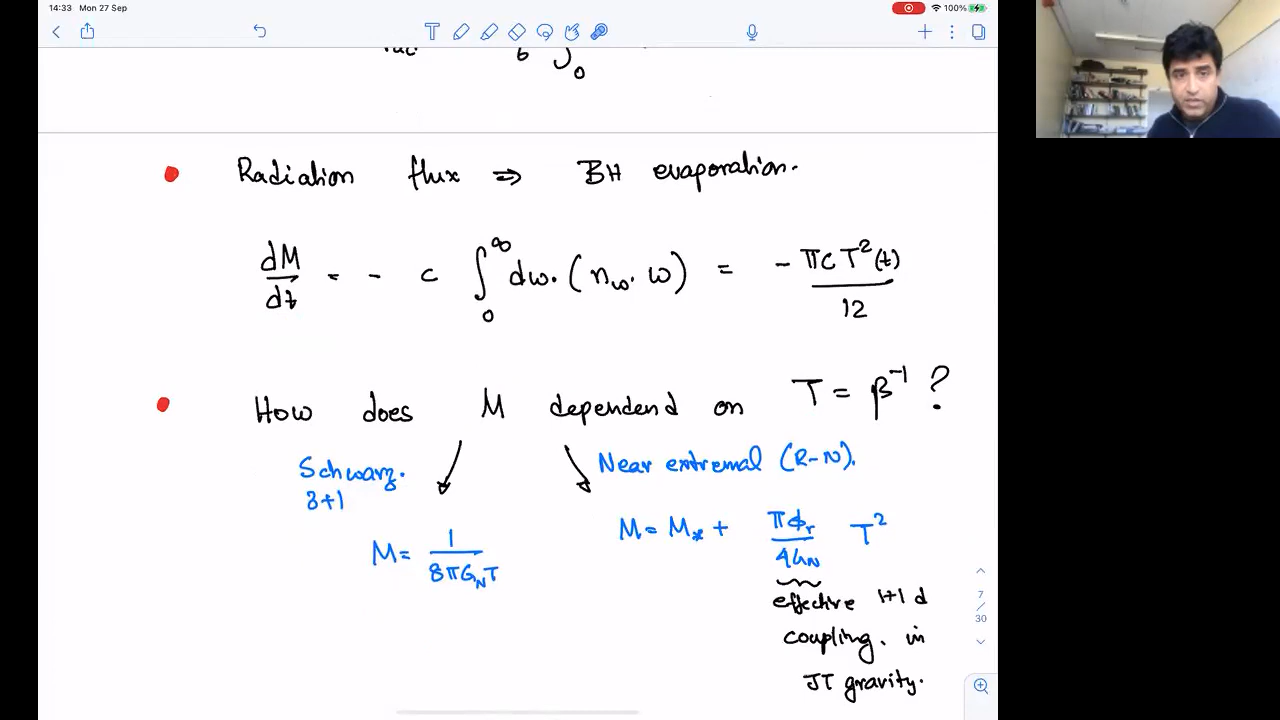 14:33 Mon 27 Sep
100%
6 ∫₀
• Radiation flux ⇒ BH evaporation.
dM/dt = - c ∫₀^∞ dω. (n_ω. ω) = - πcT²(t)/12
• How does M dependend on T = β⁻¹ ?
Schwarz. 3+1
Near extremal (R-N).
M = 1/(8πG_N T)
M = M_* + πϕ_r/4G_N T²
effective 1+1 d
coupling. in
JT gravity.
7 / 30